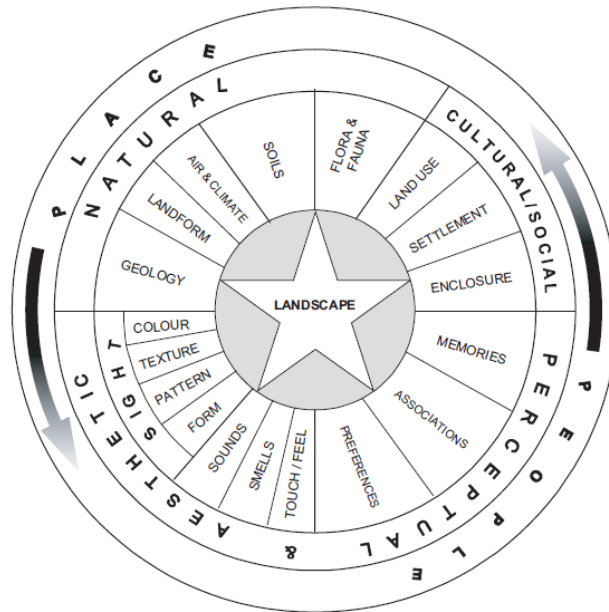 PLACE
NATURAL
CULTURAL/SOCIAL
GEOLOGY
LANDFORM
AIR & CLIMATE
SOILS
FLORA &
FAUNA
LAND USE
SETTLEMENT
ENCLOSURE
LANDSCAPE
MEMORIES
ASSOCIATIONS
PREFERENCES
TOUCH / FEEL
SMELLS
SOUNDS
FORM
PATTERN
TEXTURE
COLOUR
SIGHT
AESTHETIC & PERCEPTUAL
PEOPLE